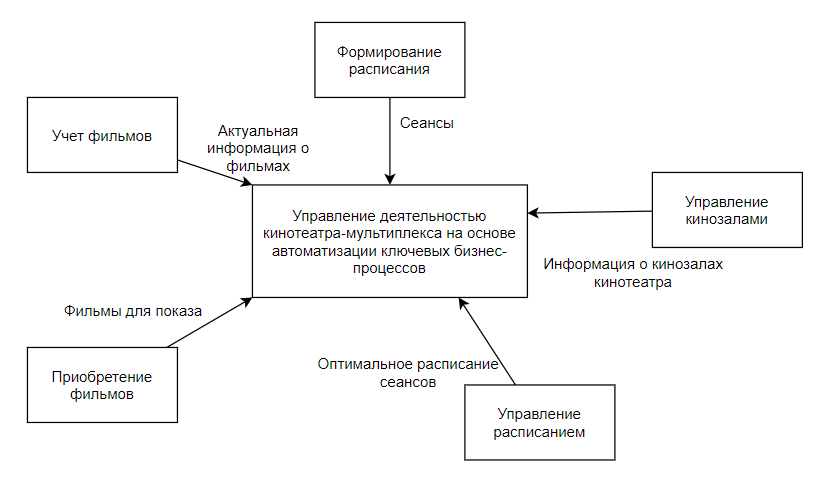 Формирование
расписания
Учет фильмов
Актуальная
информация о
фильмах
Сеансы
Управление
кинозалами
Управление деятельностью
кинотеатра-мультиплекса на основе
автоматизации ключевых бизнес-
процессов
Информация о кинозалах
кинотеатра
Фильмы для показа
Приобретение
фильмов
Оптимальное расписание
сеансов
Управление
расписанием